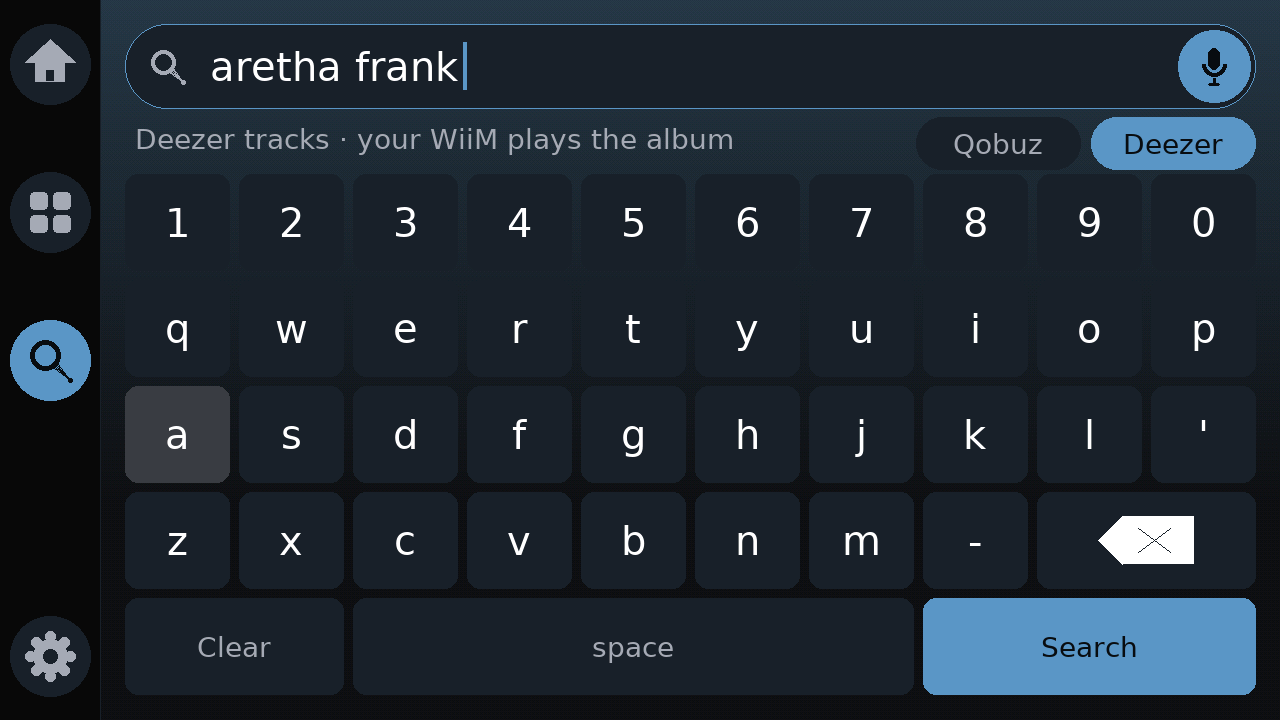 aretha frank
Deezer tracks · your WiiM plays the album
Qobuz Deezer
1 2 3 4 5 6 7 8 9 0
q w e r t y u i o p
a s d f g h j k l '
z x c v b n m -
Clear space Search